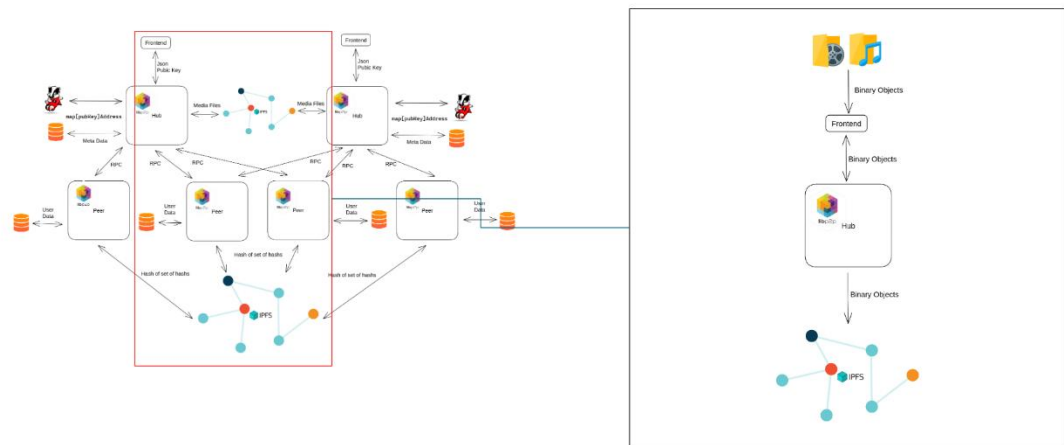 Frontend
Frontend
Json
Pubic Key
Json
Pubic Key
Media Files
Media Files
Hub
IPFS
Hub
map[pubKey]Address
map[pubKey]Address
Meta Data
Meta Data
RPC
RPC
RPC
RPC
RPC
RPC
User
Data
Peer
User
Data
Peer
Peer
User
Data
Peer
User
Data
Hash of set of hashs
Hash of set of hashs
Hash of set of hashs
IPFS
Binary Objects
Frontend
Binary Objects
Hub
Binary Objects
IPFS